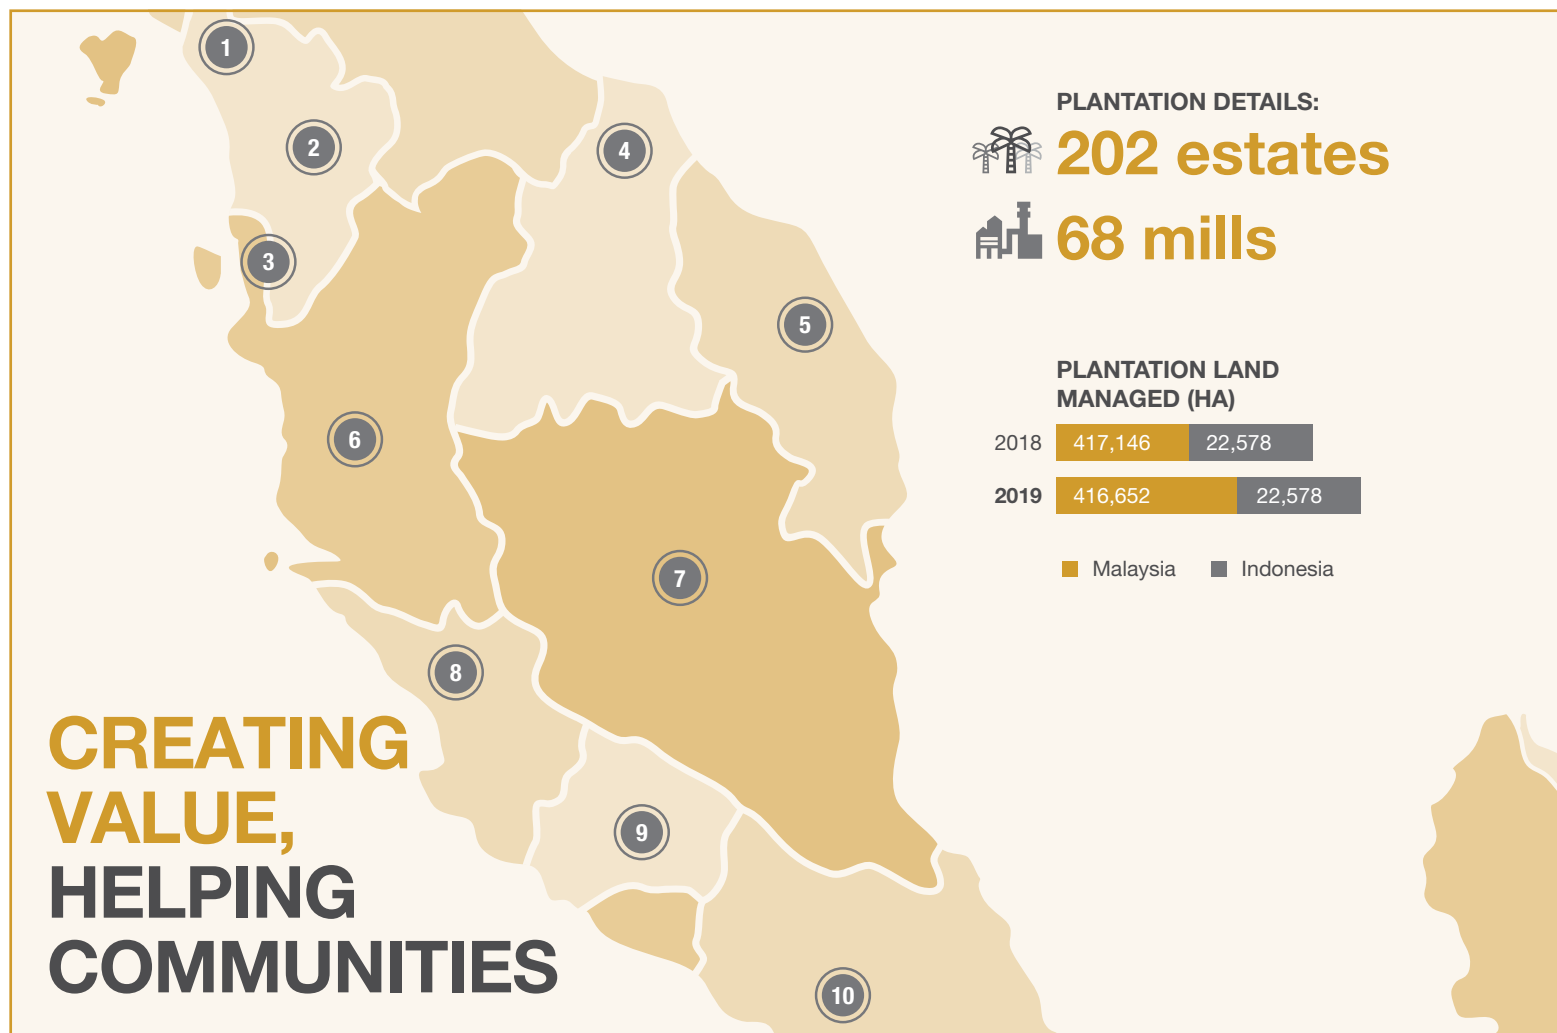 1
2
3
4
5
6
7
8
9
10
CREATING
VALUE,
HELPING
COMMUNITIES
PLANTATION DETAILS:
202 estates
68 mills
PLANTATION LAND
MANAGED (HA)
2018 417,146 22,578
2019 416,652 22,578
Malaysia Indonesia